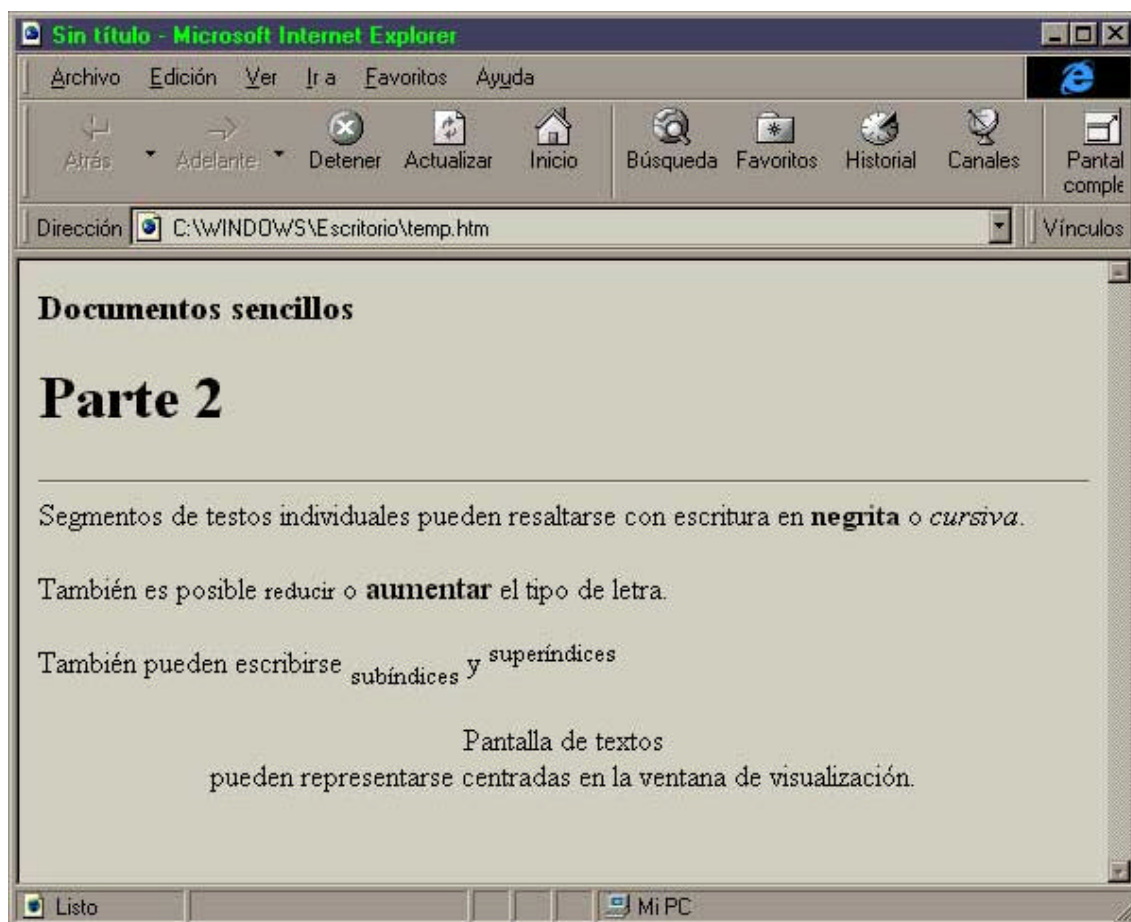 Sin título - Microsoft Internet Explorer
Archivo Edición Ver Ir a Favoritos Ayuda
Atrás Adelante Detener Actualizar Inicio Búsqueda Favoritos Historial Canales Pantal
comple
Dirección C:\WINDOWS\Escritorio\temp.htm Vínculos
Documentos sencillos
Parte 2
Segmentos de testos individuales pueden resaltarse con escritura en negrita o cursiva.
También es posible reducir o aumentar el tipo de letra.
También pueden escribirse subíndices y superíndices
Pantalla de textos
pueden representarse centradas en la ventana de visualización.
Listo Mi PC